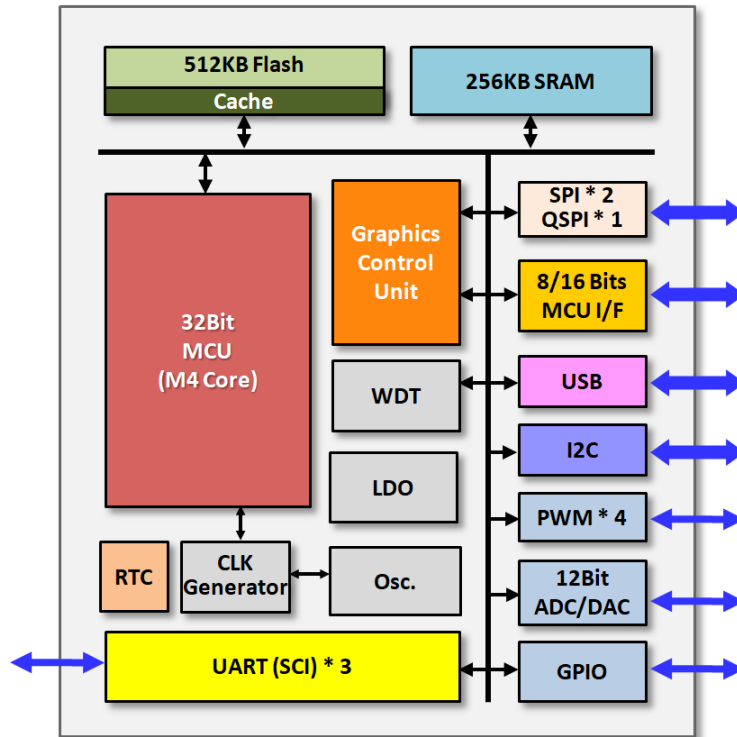 512KB Flash
Cache
256KB SRAM
32Bit
MCU
(M4 Core)
Graphics
Control
Unit
SPI * 2
QSPI * 1
8/16 Bits
MCU I/F
WDT
USB
I2C
LDO
PWM * 4
RTC
CLK
Generator
Osc.
12Bit
ADC/DAC
UART (SCI) * 3
GPIO